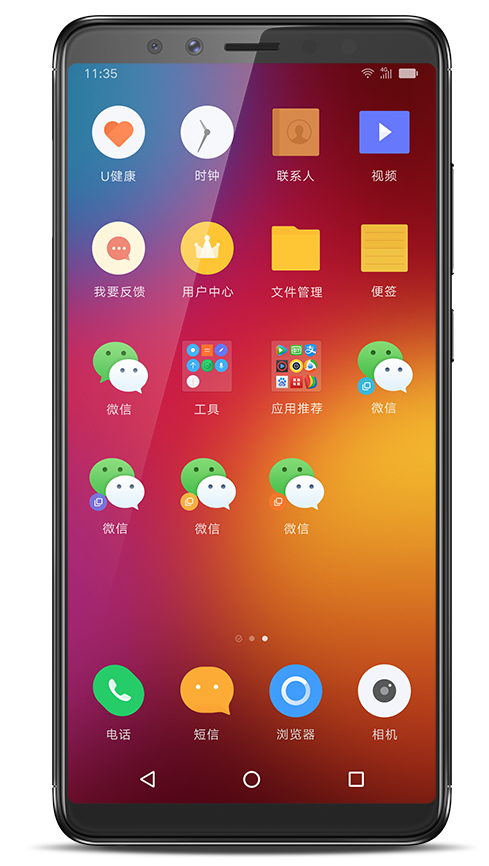 11:35
4G
U健康
时钟
联系人
视频
我要反馈
用户中心
文件管理
便签
微信
工具
应用推荐
微信
微信
微信
微信
电话
短信
浏览器
相机